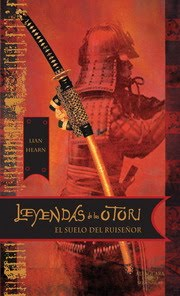 LIAN
HEARN
LEYENDAS de los OTORI
EL SUELO DEL RUISEÑOR